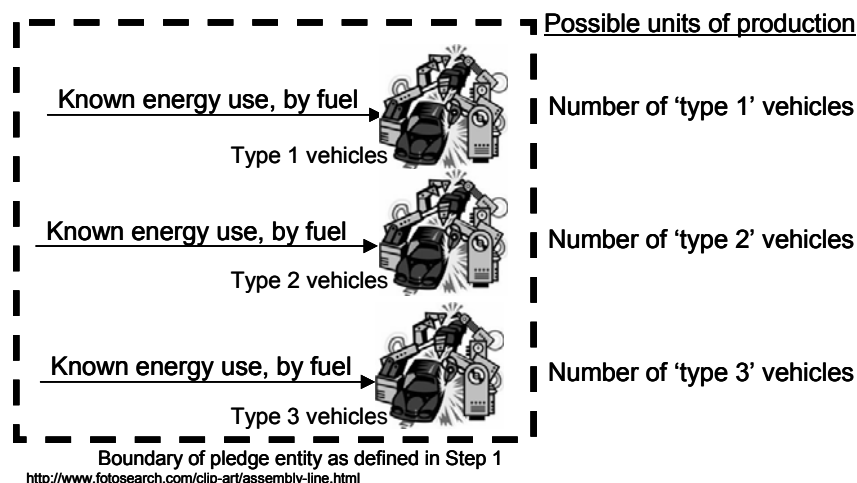 Possible units of production
Known energy use, by fuel
Number of ‘type 1’ vehicles
Type 1 vehicles
Known energy use, by fuel
Number of ‘type 2’ vehicles
Type 2 vehicles
Known energy use, by fuel
Number of ‘type 3’ vehicles
Type 3 vehicles
Boundary of pledge entity as defined in Step 1
http://www.fotosearch.com/clip-art/assembly-line.html